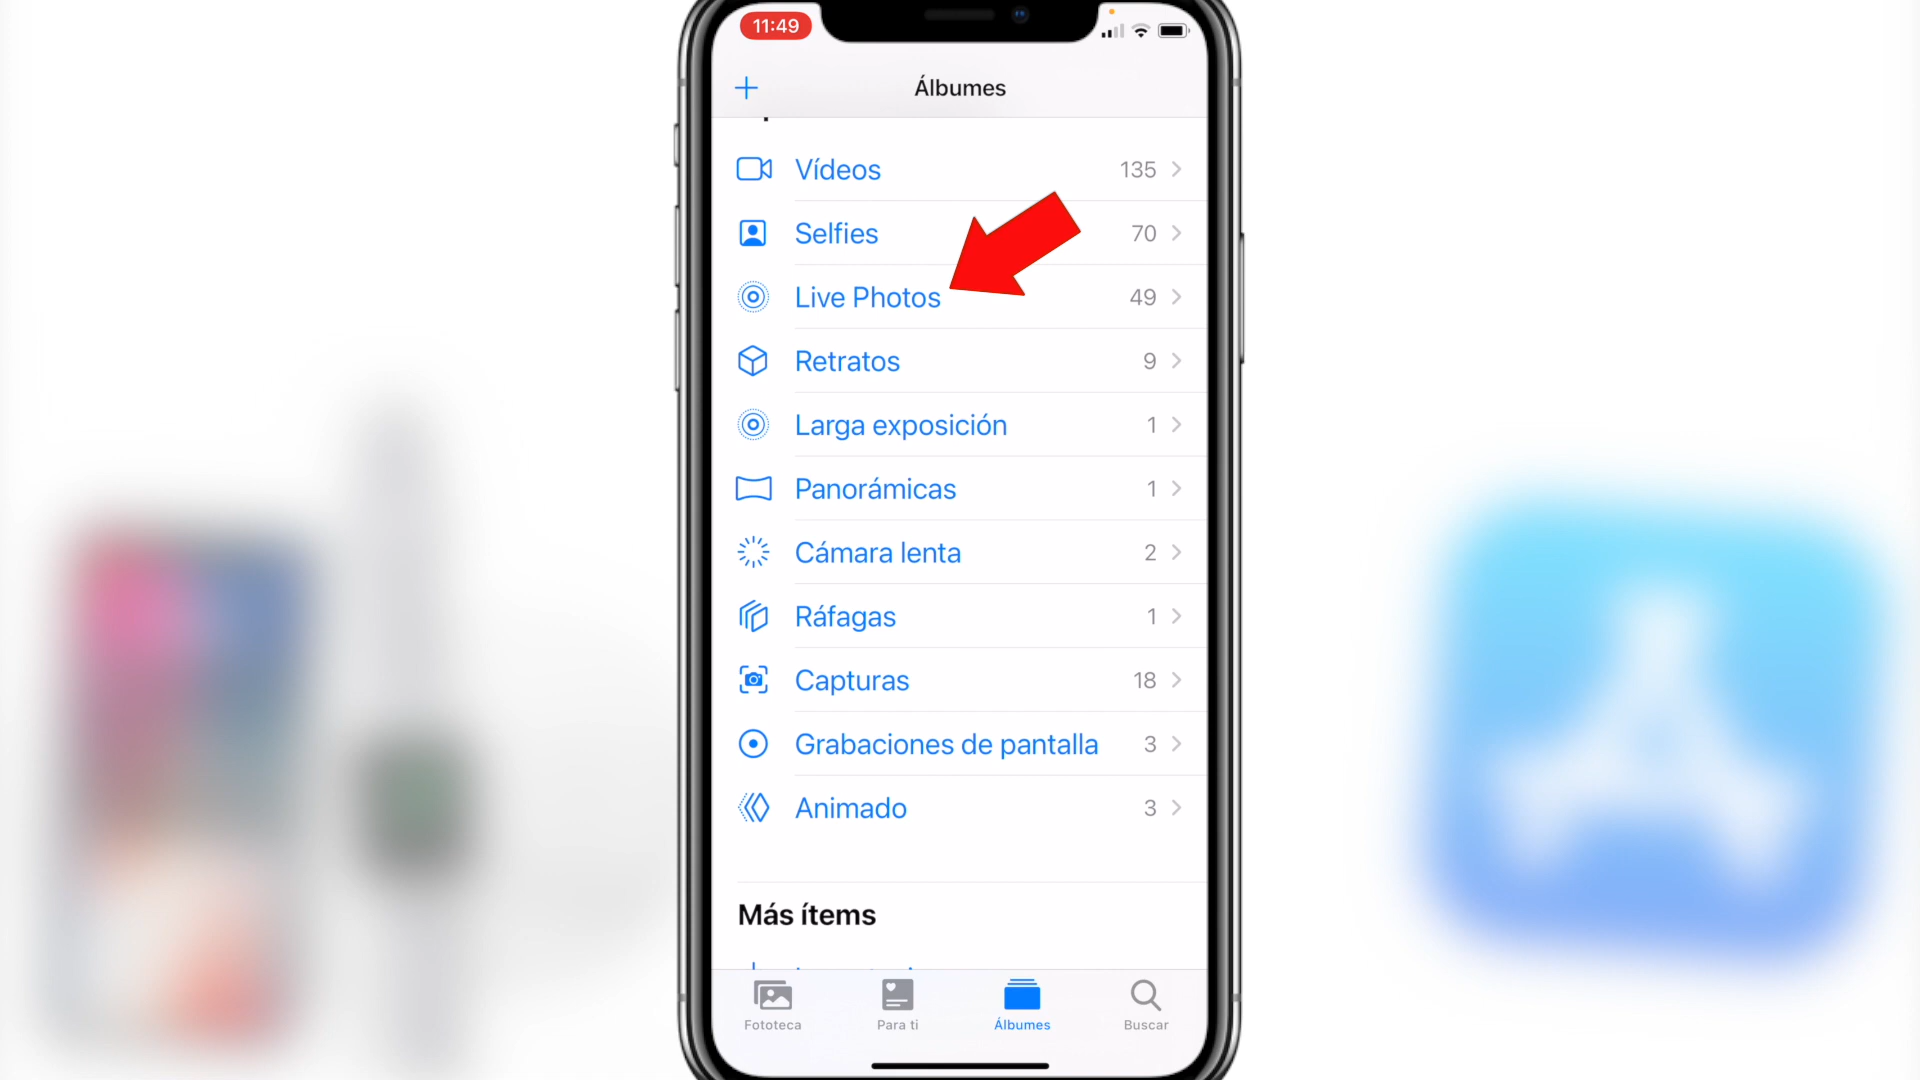 11:49
Álbumes
Vídeos 135
Selfies 70
Live Photos 49
Retratos 9
Larga exposición 1
Panorámicas 1
Cámara lenta 2
Ráfagas 1
Capturas 18
Grabaciones de pantalla 3
Animado 3
Más ítems
Fototeca Para ti Álbumes Buscar